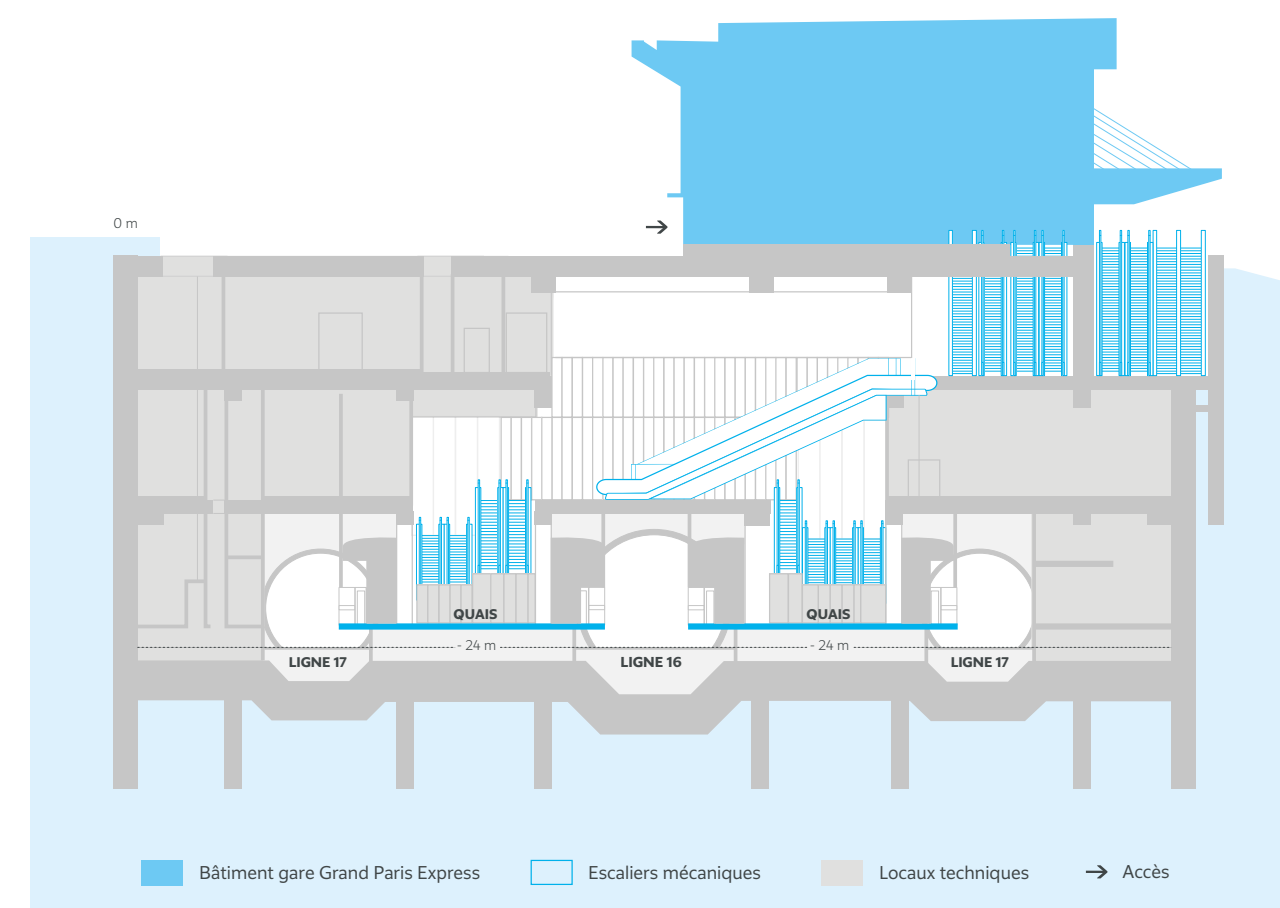 0 m
QUAIS
QUAIS
- 24 m
- 24 m
LIGNE 17
LIGNE 16
LIGNE 17
Bâtiment gare Grand Paris Express
Escaliers mécaniques
Locaux techniques
Accès